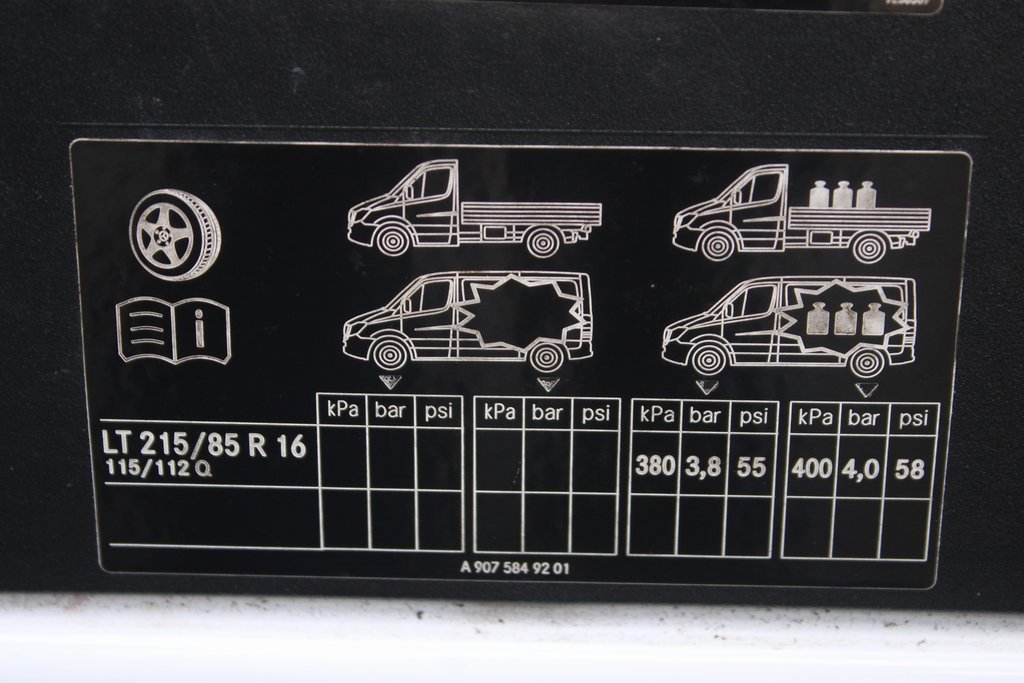 i
kPa bar psi kPa bar psi kPa bar psi kPa bar psi
LT 215/85 R 16 380 3,8 55 400 4,0 58
115/112 Q
A 907 584 92 01